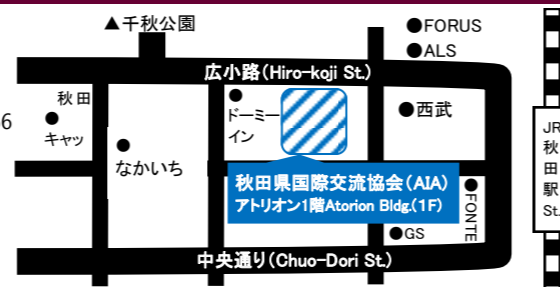 ▲千秋公園
●FORUS
●ALS
広小路(Hiro-koji St.)
秋田
●
キャッ
6
●
なかいち
●
ドーミー
イン
●西武
秋田県国際交流協会(AIA)
アトリオン1階Atorion Bldg.(1F)
●
FONTE
●GS
中央通り(Chuo-Dori St.)
JR
秋
田
駅
St.